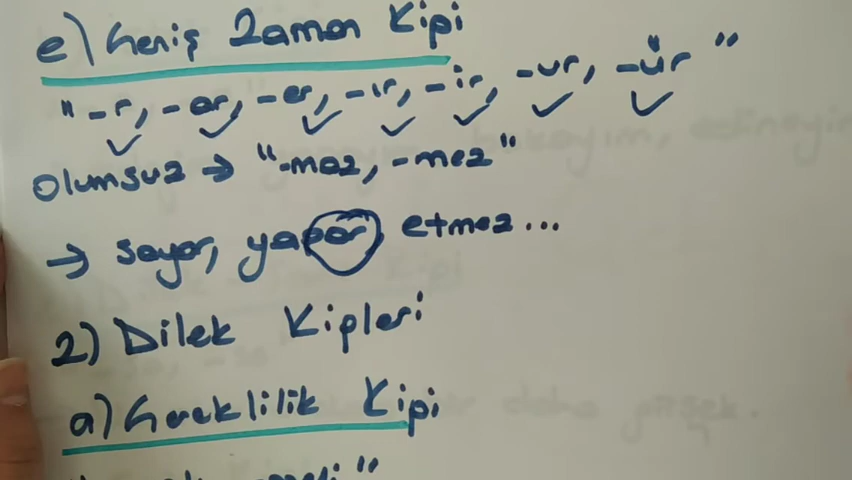 e) Geniş Zaman Kipi
"-r, -ar, -er, -ır, -ir, -ur, -ür"
Olumsuz → "-maz, -mez"
→ sayar, yapar etmez...
2) Dilek Kipleri
a) Gereklilik Kipi